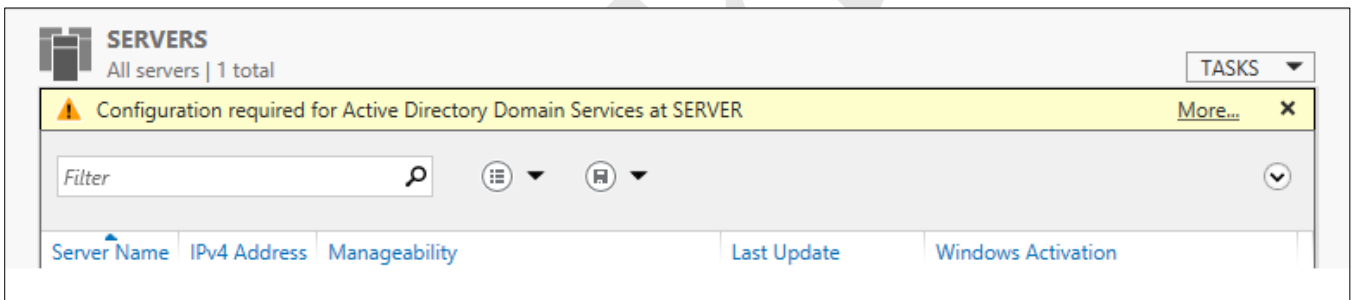 SERVERS
All servers | 1 total
TASKS
Configuration required for Active Directory Domain Services at SERVER More...
Filter
Server Name IPv4 Address Manageability Last Update Windows Activation